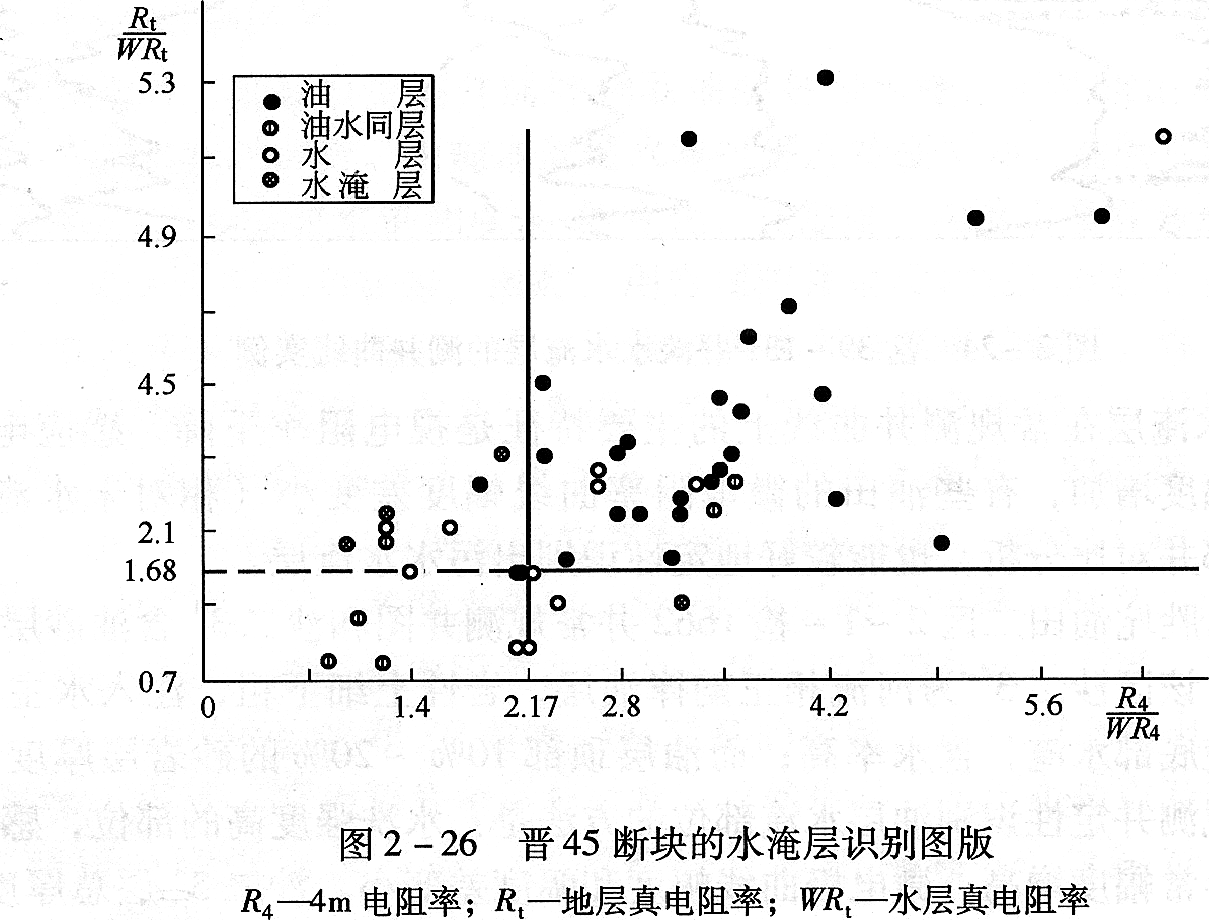 Rt
WRt
5.3
油 层
油水同层
水 层
水淹 层
4.9
4.5
2.1
1.68
0.7
0 1.4 2.17 2.8 4.2 5.6 R4
WR4
图 2-26 晋 45 断块的水淹层识别图版
R4—4m 电阻率；Rt—地层真电阻率；WRt—水层真电阻率